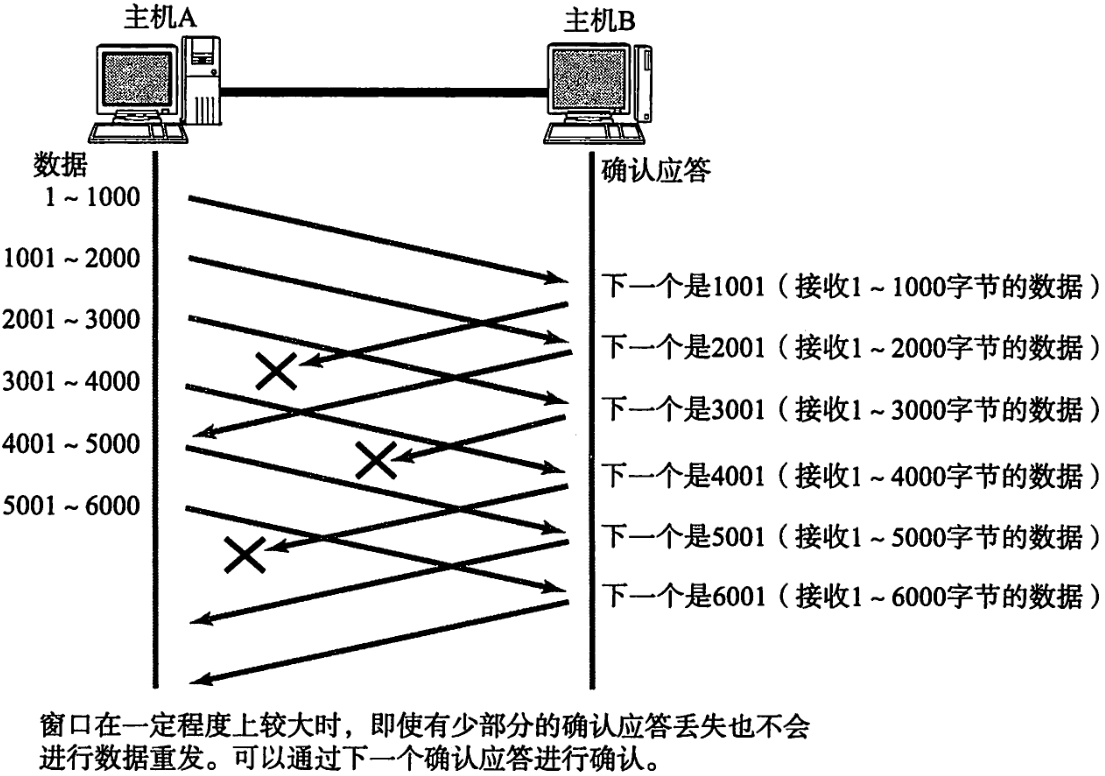 主机A
主机B
数据
确认应答
1～1000
1001～2000
下一个是1001（接收1～1000字节的数据）
2001～3000
下一个是2001（接收1～2000字节的数据）
3001～4000
下一个是3001（接收1～3000字节的数据）
4001～5000
下一个是4001（接收1～4000字节的数据）
5001～6000
下一个是5001（接收1～5000字节的数据）
下一个是6001（接收1～6000字节的数据）
窗口在一定程度上较大时，即使有少部分的确认应答丢失也不会
进行数据重发。可以通过下一个确认应答进行确认。